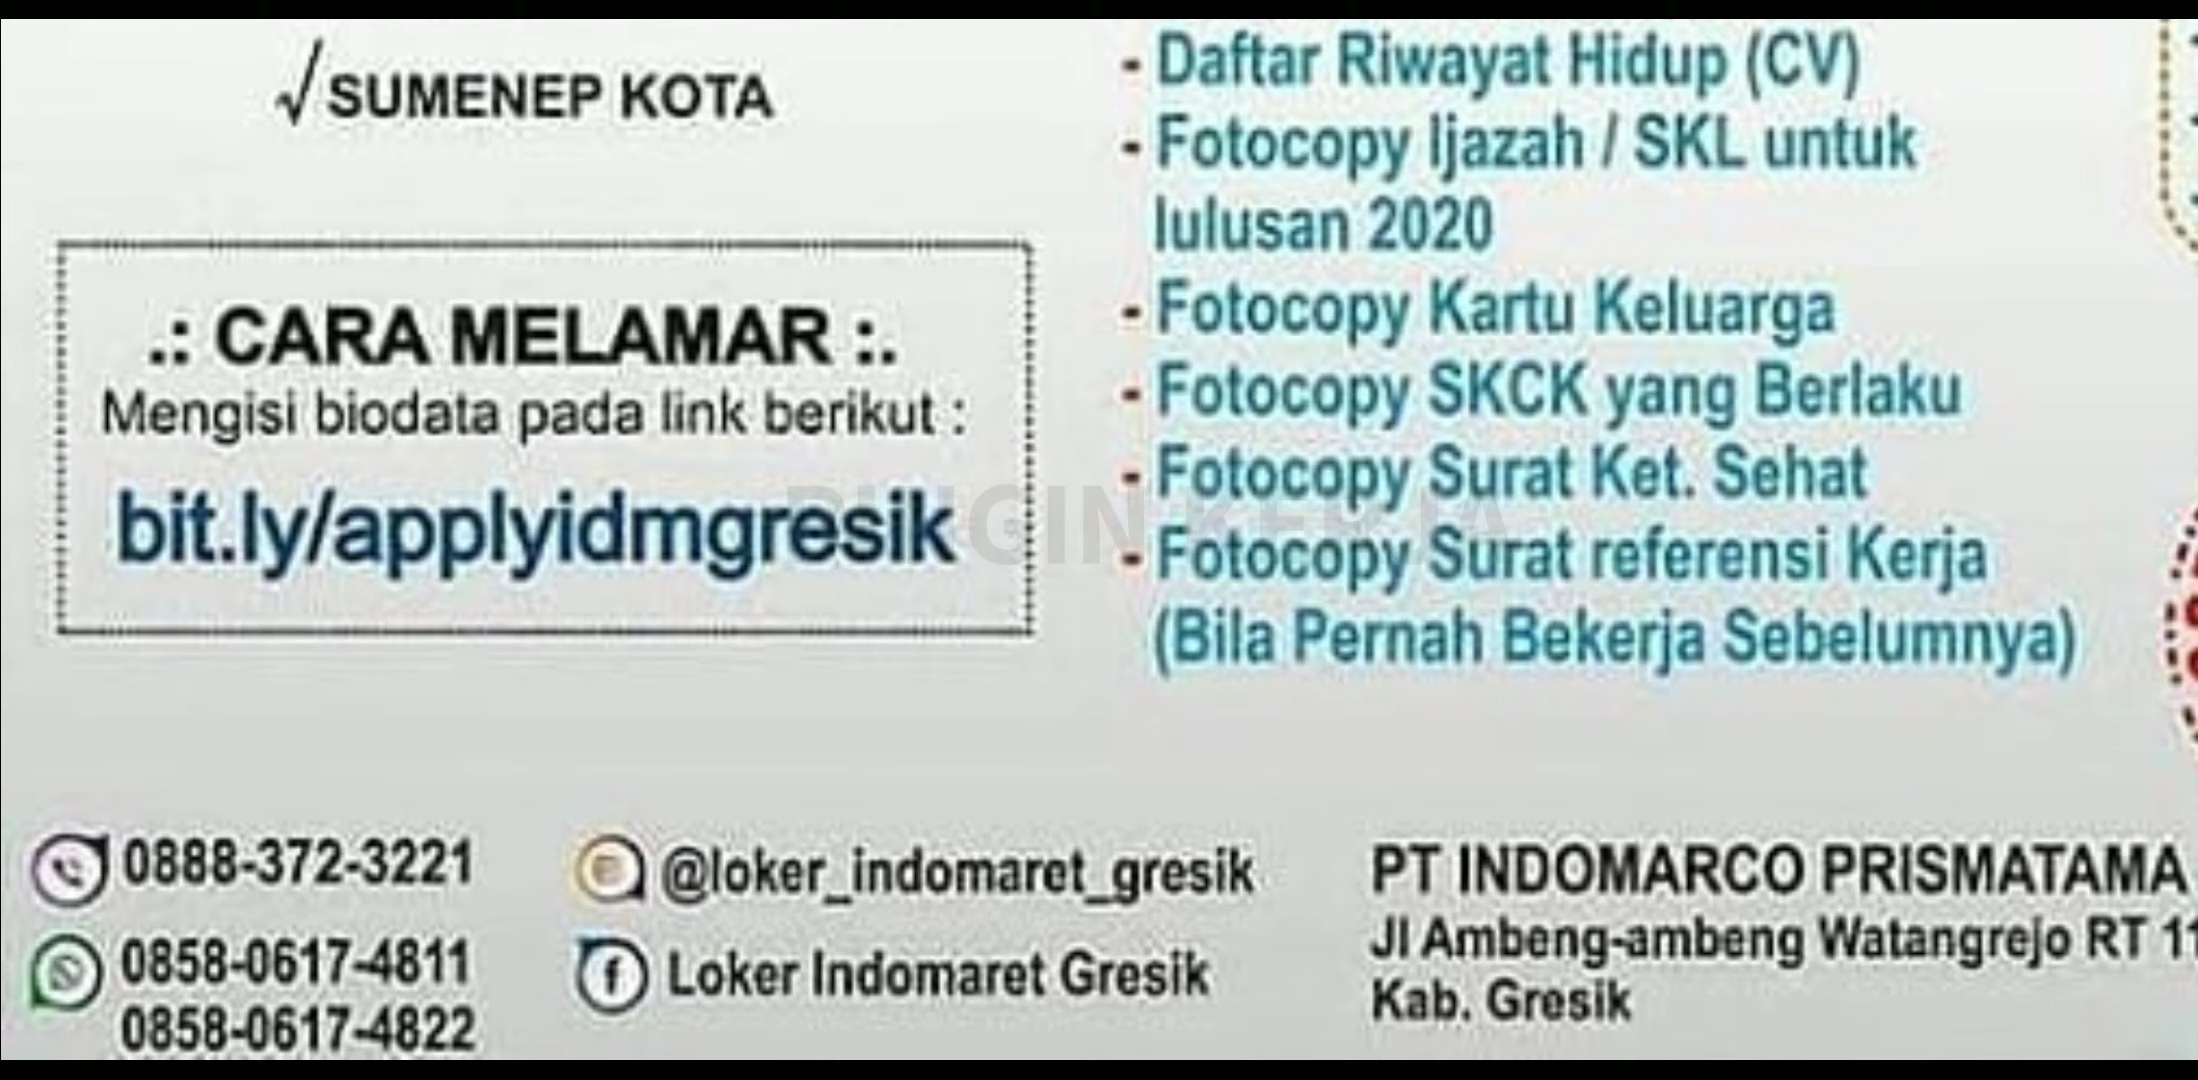 √ SUMENEP KOTA
.: CARA MELAMAR :.
Mengisi biodata pada link berikut :
bit.ly/applyidmgresik
- Daftar Riwayat Hidup (CV)
- Fotocopy Ijazah / SKL untuk
lulusan 2020
- Fotocopy Kartu Keluarga
- Fotocopy SKCK yang Berlaku
- Fotocopy Surat Ket. Sehat
- Fotocopy Surat referensi Kerja
(Bila Pernah Bekerja Sebelumnya)
0888-372-3221
0858-0617-4811
0858-0617-4822
@loker_indomaret_gresik
Loker Indomaret Gresik
PT INDOMARCO PRISMATAMA
Jl Ambeng-ambeng Watangrejo RT 11
Kab. Gresik